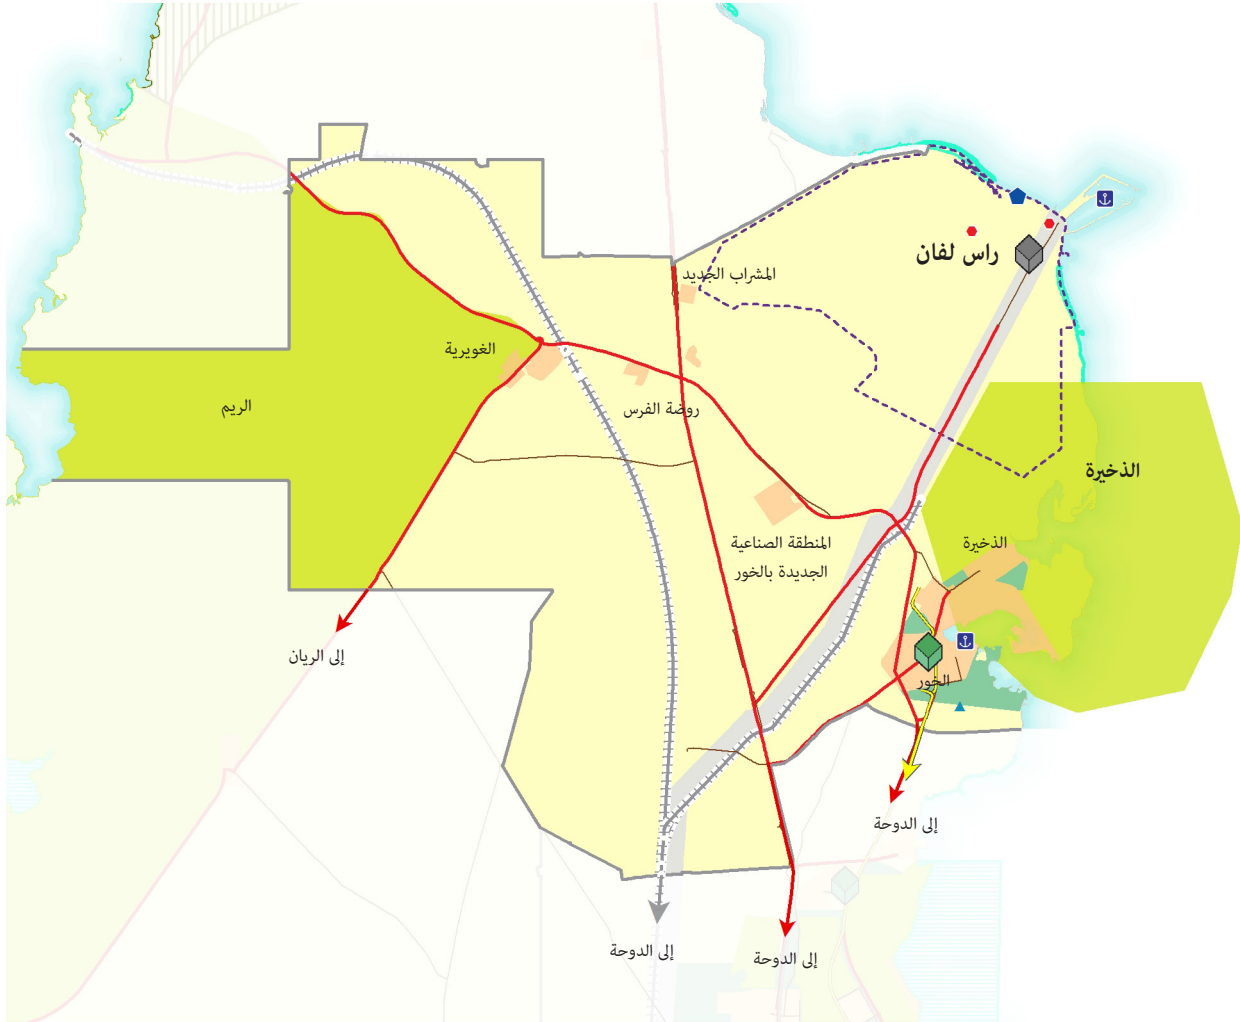 راس لفان
المشراب الجديد
الغويرية
الريم
روضة الفرس
الذخيرة
المنطقة الصناعية
الجديدة بالخور
الذخيرة
إلى الريان
الخور
إلى الدوحة
إلى الدوحة
إلى الدوحة